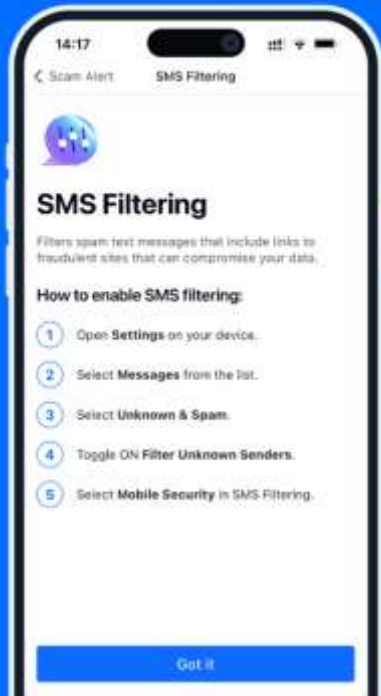 14:17
Scam Alert
SMS Filtering
SMS Filtering
Filters spam text messages that include links to
fraudulent sites that can compromise your data.
How to enable SMS filtering:
1 Open Settings on your device.
2 Select Messages from the list.
3 Select Unknown & Spam.
4 Toggle ON Filter Unknown Senders.
5 Select Mobile Security in SMS Filtering.
Got it